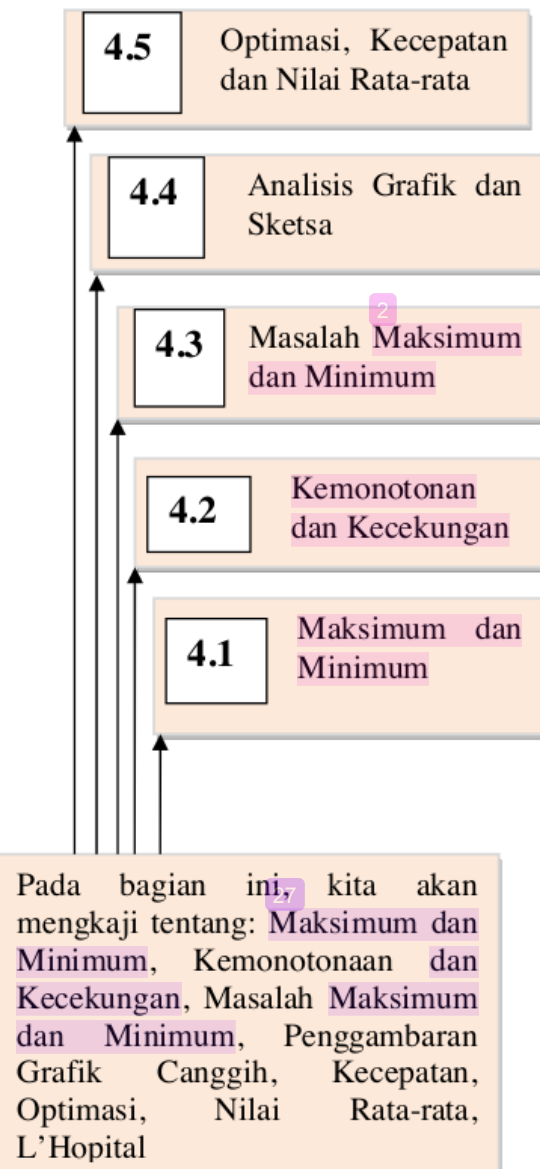 4.5
Optimasi, Kecepatan
dan Nilai Rata-rata
4.4
Analisis Grafik dan
Sketsa
2
4.3
Masalah Maksimum
dan Minimum
4.2
Kemonotonan
dan Kecekungan
4.1
Maksimum dan
Minimum
Pada bagian ini, kita akan
27
mengkaji tentang: Maksimum dan
Minimum, Kemonotonaan dan
Kecekungan, Masalah Maksimum
dan Minimum, Penggambaran
Grafik Canggih, Kecepatan,
Optimasi, Nilai Rata-rata,
L’Hopital